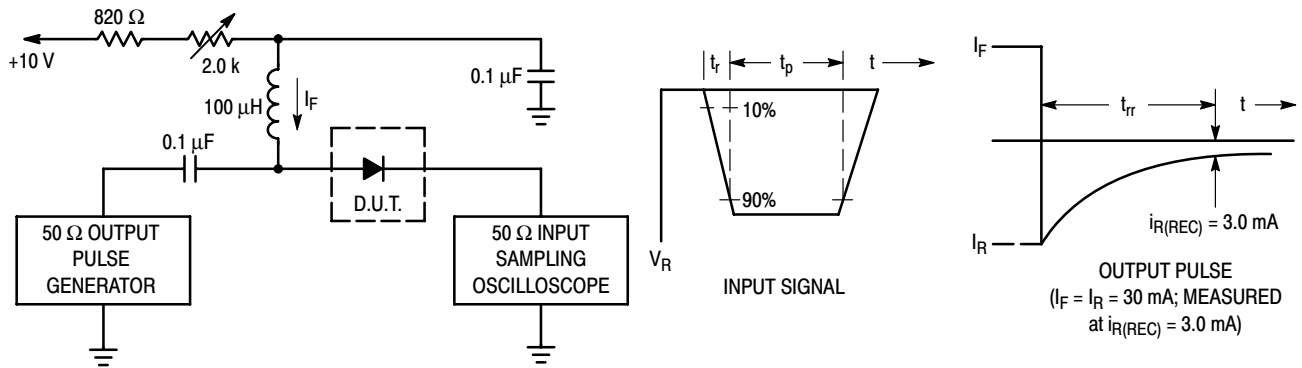 820 Ω
+10 V
2.0 k
0.1 µF
100 µH
I_F
0.1 µF
D.U.T.
50 Ω OUTPUT
PULSE
GENERATOR
50 Ω INPUT
SAMPLING
OSCILLOSCOPE
t_r
t_p
t
10%
90%
V_R
INPUT SIGNAL
I_F
t_rr
t
I_R
i_R(REC) = 3.0 mA
OUTPUT PULSE
(I_F = I_R = 30 mA; MEASURED
at i_R(REC) = 3.0 mA)